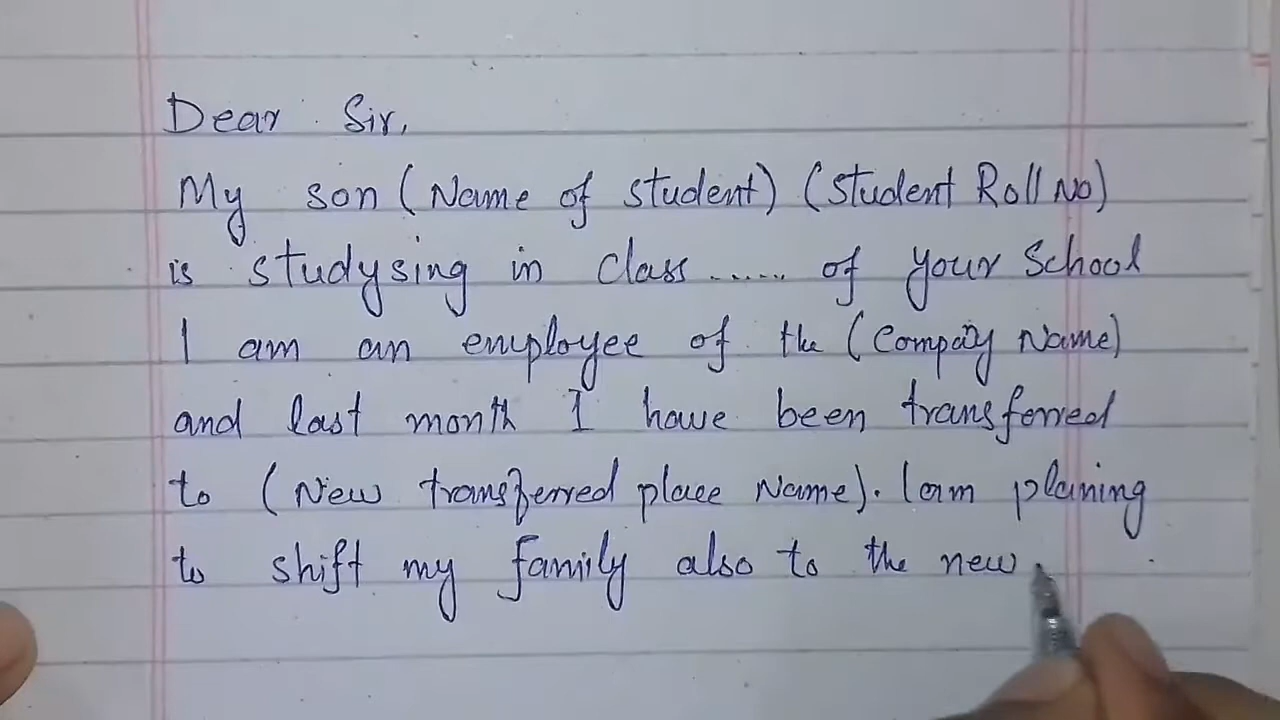 Dear Sir,
My son (Name of student) (student Roll No)
is studysing in Class ...... of your School
I am an employee of the (Company Name)
and last month I have been transferred
to (New transferred place Name). I am planing
to shift my family also to the new